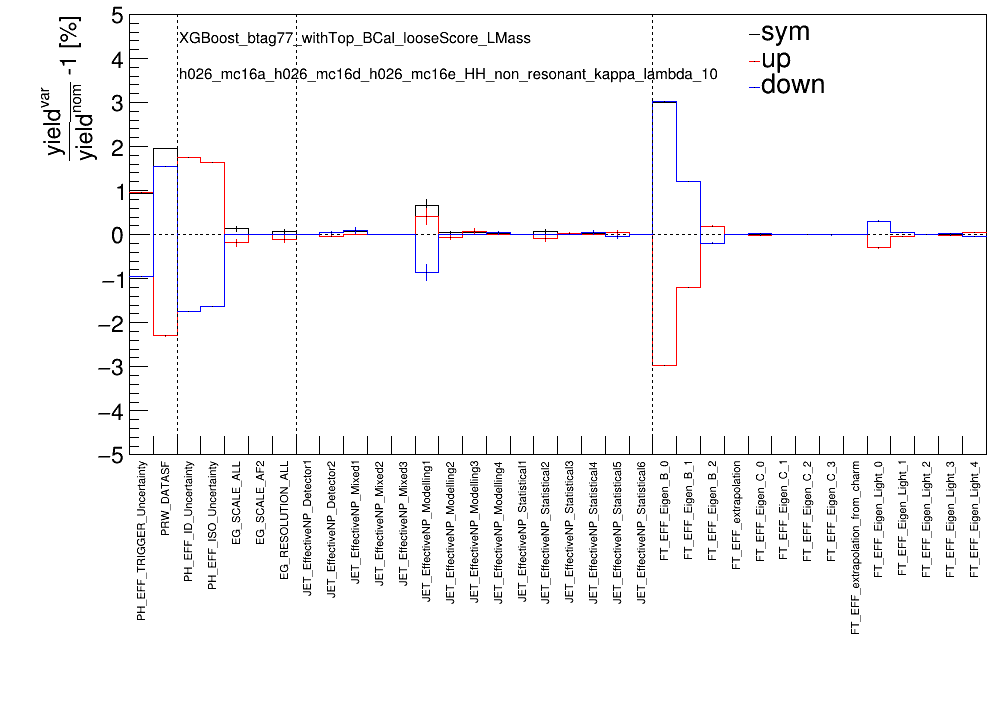 XGBoost_btag77_withTop_BCal_looseScore_LMass
h026_mc16a_h026_mc16d_h026_mc16e_HH_non_resonant_kappa_lambda_10
sym
up
down
yield^var
yield^nom
-1 [%]
5
4
3
2
1
0
−1
−2
−3
−4
−5
PH_EFF_TRIGGER_Uncertainty
PRW_DATASF
PH_EFF_ID_Uncertainty
PH_EFF_ISO_Uncertainty
EG_SCALE_ALL
EG_SCALE_AF2
EG_RESOLUTION_ALL
JET_EffectiveNP_Detector1
JET_EffectiveNP_Detector2
JET_EffectiveNP_Mixed1
JET_EffectiveNP_Mixed2
JET_EffectiveNP_Mixed3
JET_EffectiveNP_Modelling1
JET_EffectiveNP_Modelling2
JET_EffectiveNP_Modelling3
JET_EffectiveNP_Modelling4
JET_EffectiveNP_Statistical1
JET_EffectiveNP_Statistical2
JET_EffectiveNP_Statistical3
JET_EffectiveNP_Statistical4
JET_EffectiveNP_Statistical5
JET_EffectiveNP_Statistical6
FT_EFF_Eigen_B_0
FT_EFF_Eigen_B_1
FT_EFF_Eigen_B_2
FT_EFF_extrapolation
FT_EFF_Eigen_C_0
FT_EFF_Eigen_C_1
FT_EFF_Eigen_C_2
FT_EFF_Eigen_C_3
FT_EFF_extrapolation_from_charm
FT_EFF_Eigen_Light_0
FT_EFF_Eigen_Light_1
FT_EFF_Eigen_Light_2
FT_EFF_Eigen_Light_3
FT_EFF_Eigen_Light_4